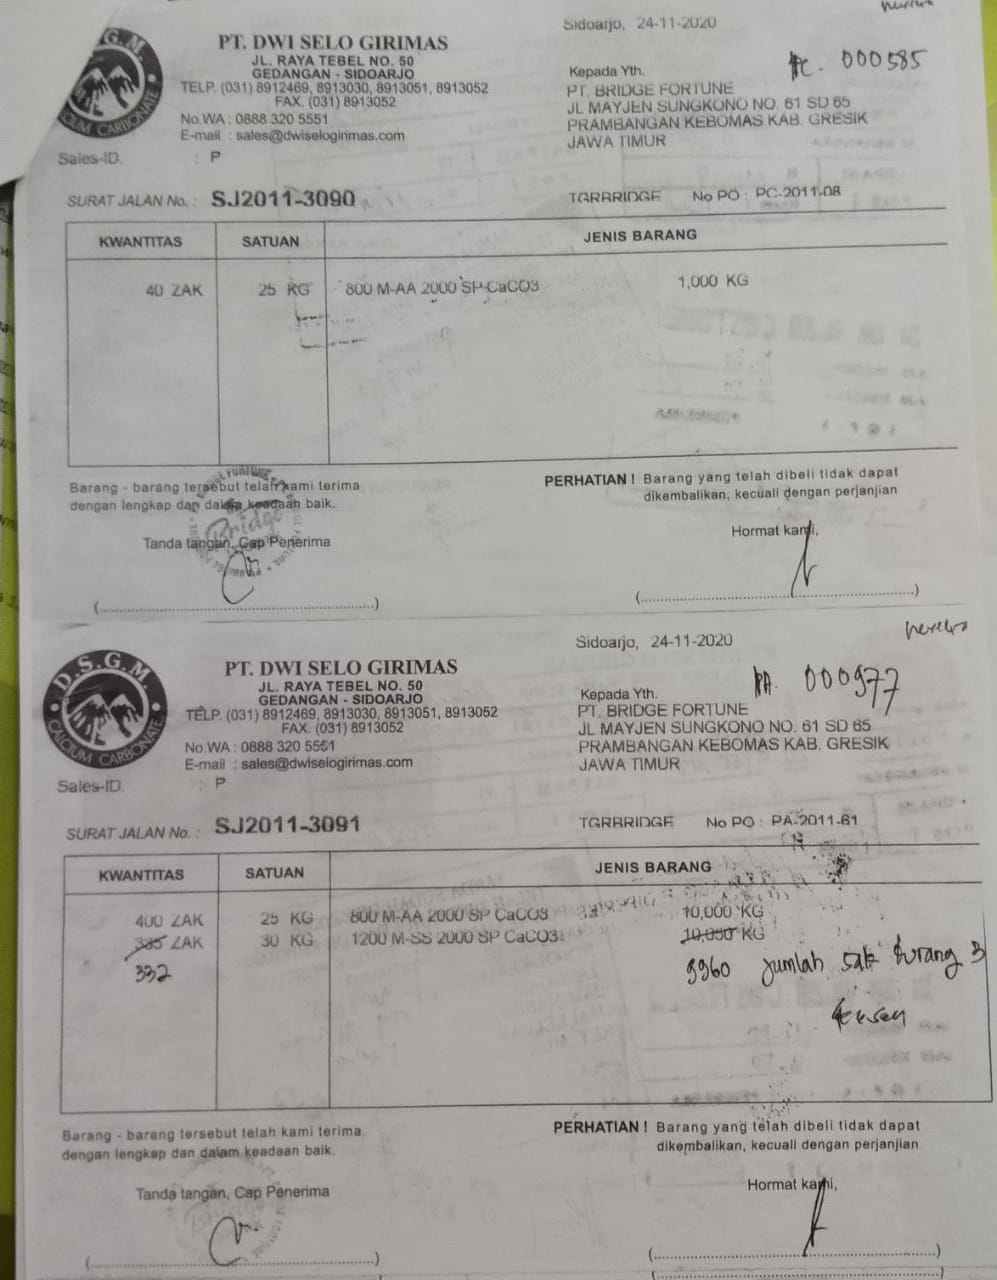 Sidoarjo, 24-11-2020
G.M.
CIUM CARBONATE
PT. DWI SELO GIRIMAS
JL. RAYA TEBEL NO. 50
GEDANGAN - SIDOARJO
TELP. (031) 8912469, 8913030, 8913051, 8913052
FAX. (031) 8913052
No.WA : 0888 320 5551
E-mail : sales@dwiselogirimas.com
Sales-ID. : P
000585
Kepada Yth.
PT. BRIDGE FORTUNE
JL MAYJEN SUNGKONO NO. 61 SD 65
PRAMBANGAN KEBOMAS KAB. GRESIK
JAWA TIMUR
SURAT JALAN No. : SJ2011-3090
TGRBRIDGE No PO : PC-2011-08
KWANTITAS SATUAN JENIS BARANG
40 ZAK 25 KG 800 M-AA 2000 SP CaCO3 1,000 KG
Barang - barang tersebut telah kami terima
dengan lengkap dan dalam keadaan baik.
Tanda tangan, Cap Penerima
Bridge
PERHATIAN ! Barang yang telah dibeli tidak dapat
dikembalikan, kecuali dengan perjanjian
Hormat kami,
(................................................)
(................................................)
Sidoarjo, 24-11-2020
D.S.G.M.
CALCIUM CARBONATE
PT. DWI SELO GIRIMAS
JL. RAYA TEBEL NO. 50
GEDANGAN - SIDOARJO
TELP. (031) 8912469, 8913030, 8913051, 8913052
FAX. (031) 8913052
No.WA : 0888 320 5551
E-mail : sales@dwiselogirimas.com
Sales-ID. : P
PA. 000977
Kepada Yth.
PT. BRIDGE FORTUNE
JL MAYJEN SUNGKONO NO. 61 SD 65
PRAMBANGAN KEBOMAS KAB. GRESIK
JAWA TIMUR
SURAT JALAN No. : SJ2011-3091
TGRBRIDGE No PO : PA-2011-61
KWANTITAS SATUAN JENIS BARANG
400 ZAK 25 KG 800 M-AA 2000 SP CaCO3 10,000 KG
335 ZAK 30 KG 1200 M-SS 2000 SP CaCO3 10,050 KG
332 9960 Jumlah sak kurang 3
Barang - barang tersebut telah kami terima
dengan lengkap dan dalam keadaan baik.
Tanda tangan, Cap Penerima
PERHATIAN ! Barang yang telah dibeli tidak dapat
dikembalikan, kecuali dengan perjanjian
Hormat kami,
(................................................)
(................................................)